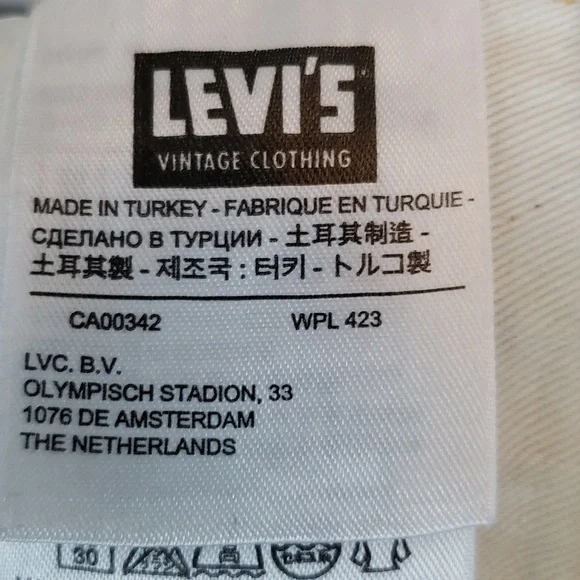 LEVI'S
VINTAGE CLOTHING
MADE IN TURKEY - FABRIQUE EN TURQUIE -
СДЕЛАНО В ТУРЦИИ - 土耳其制造 -
土耳其製 - 제조국 : 터키 - トルコ製
CA00342 WPL 423
LVC. B.V.
OLYMPISCH STADION, 33
1076 DE AMSTERDAM
THE NETHERLANDS
30